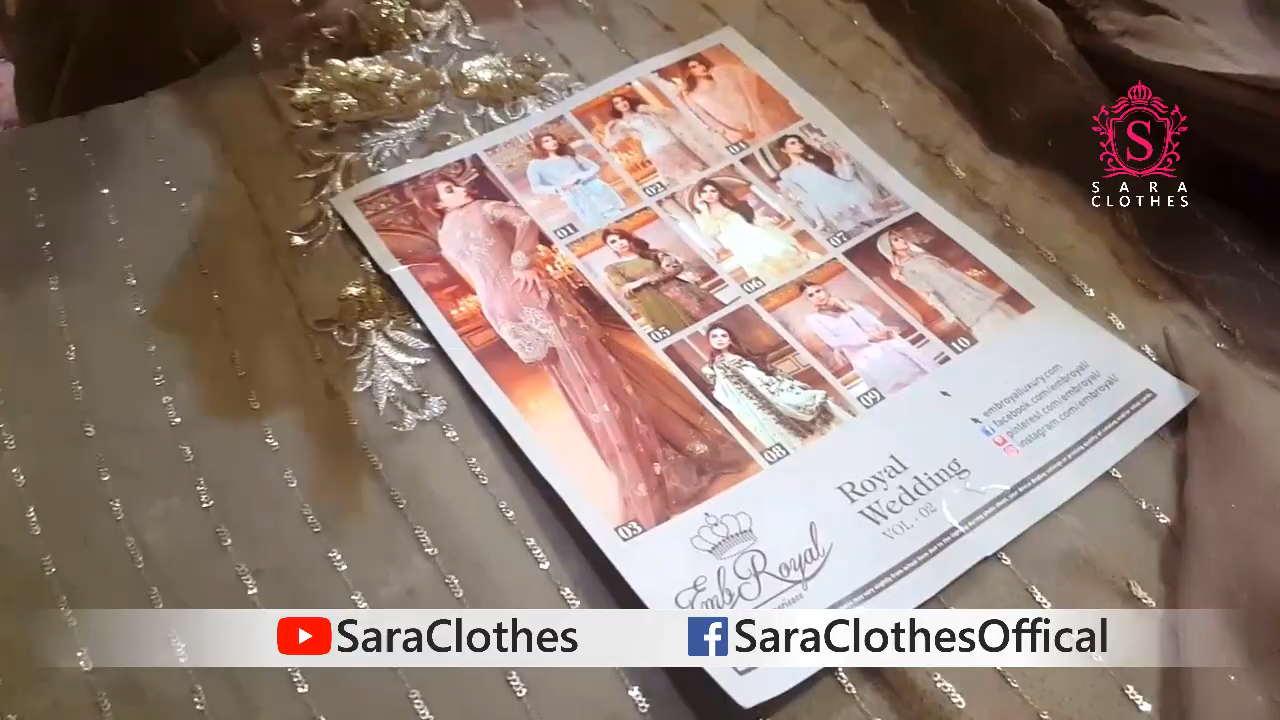 S
SARA
CLOTHES
01
02
04
03
05
06
07
08
09
10
embroyalluxury.com
facebook.com/embroyal/
pinterest.com/embroyal/
instagram.com/embroyal/
Royal
Wedding
VOL - 02
Emb Royal
SaraClothes
SaraClothesOffical